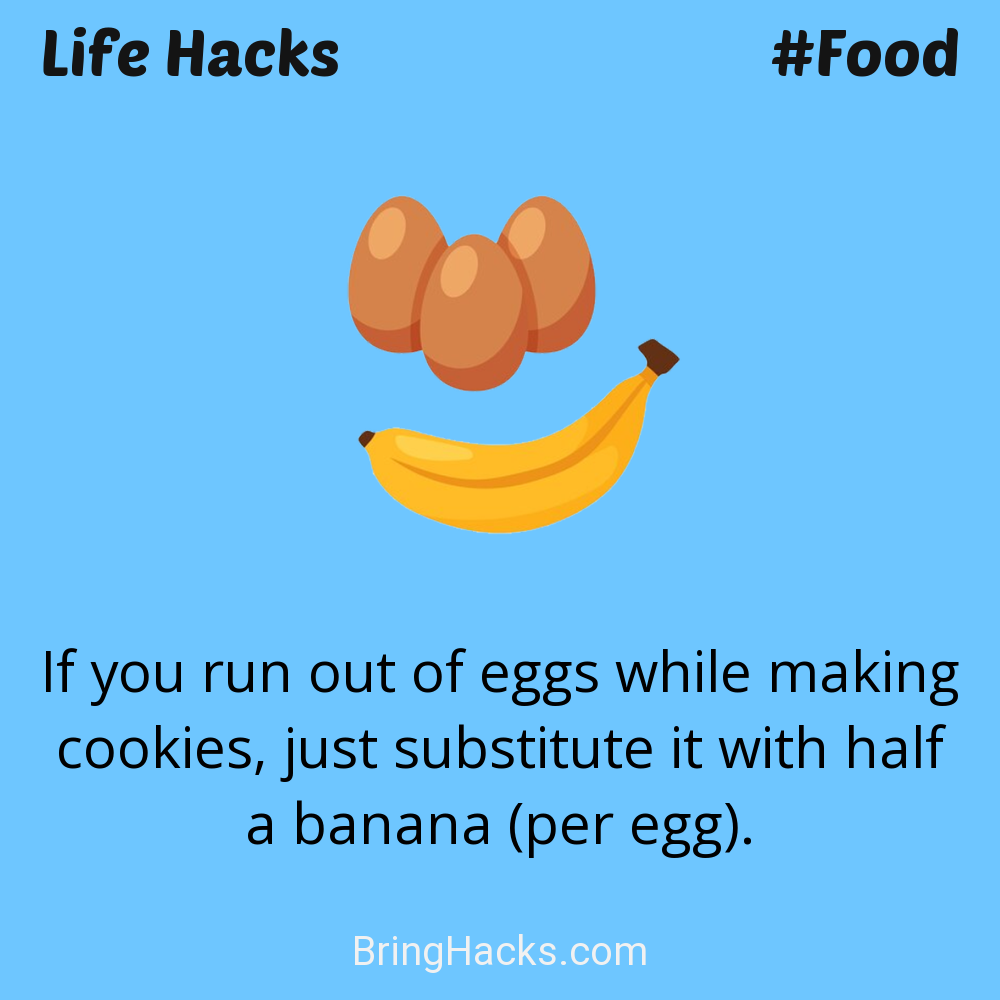 Life Hacks
#Food
If you run out of eggs while making
cookies, just substitute it with half
a banana (per egg).
BringHacks.com